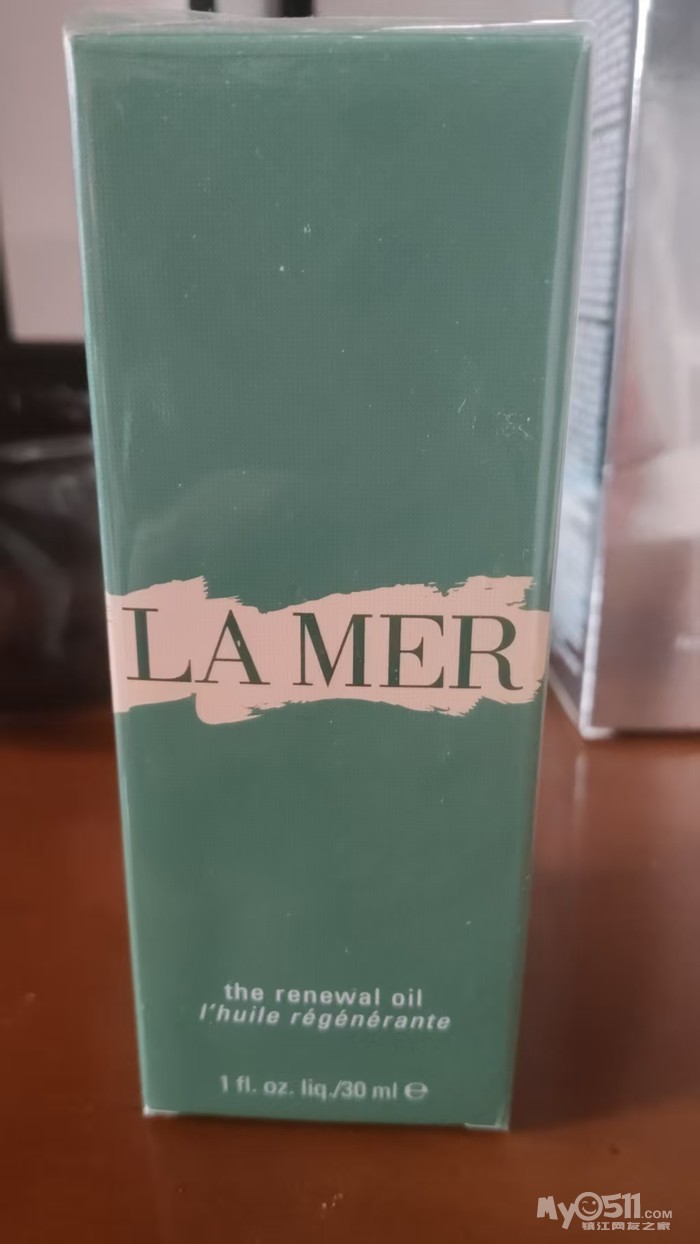 LA MER
the renewal oil
l'huile régénérante
1 fl. oz. liq./30 ml ℮
My0511.COM
镇江网友之家